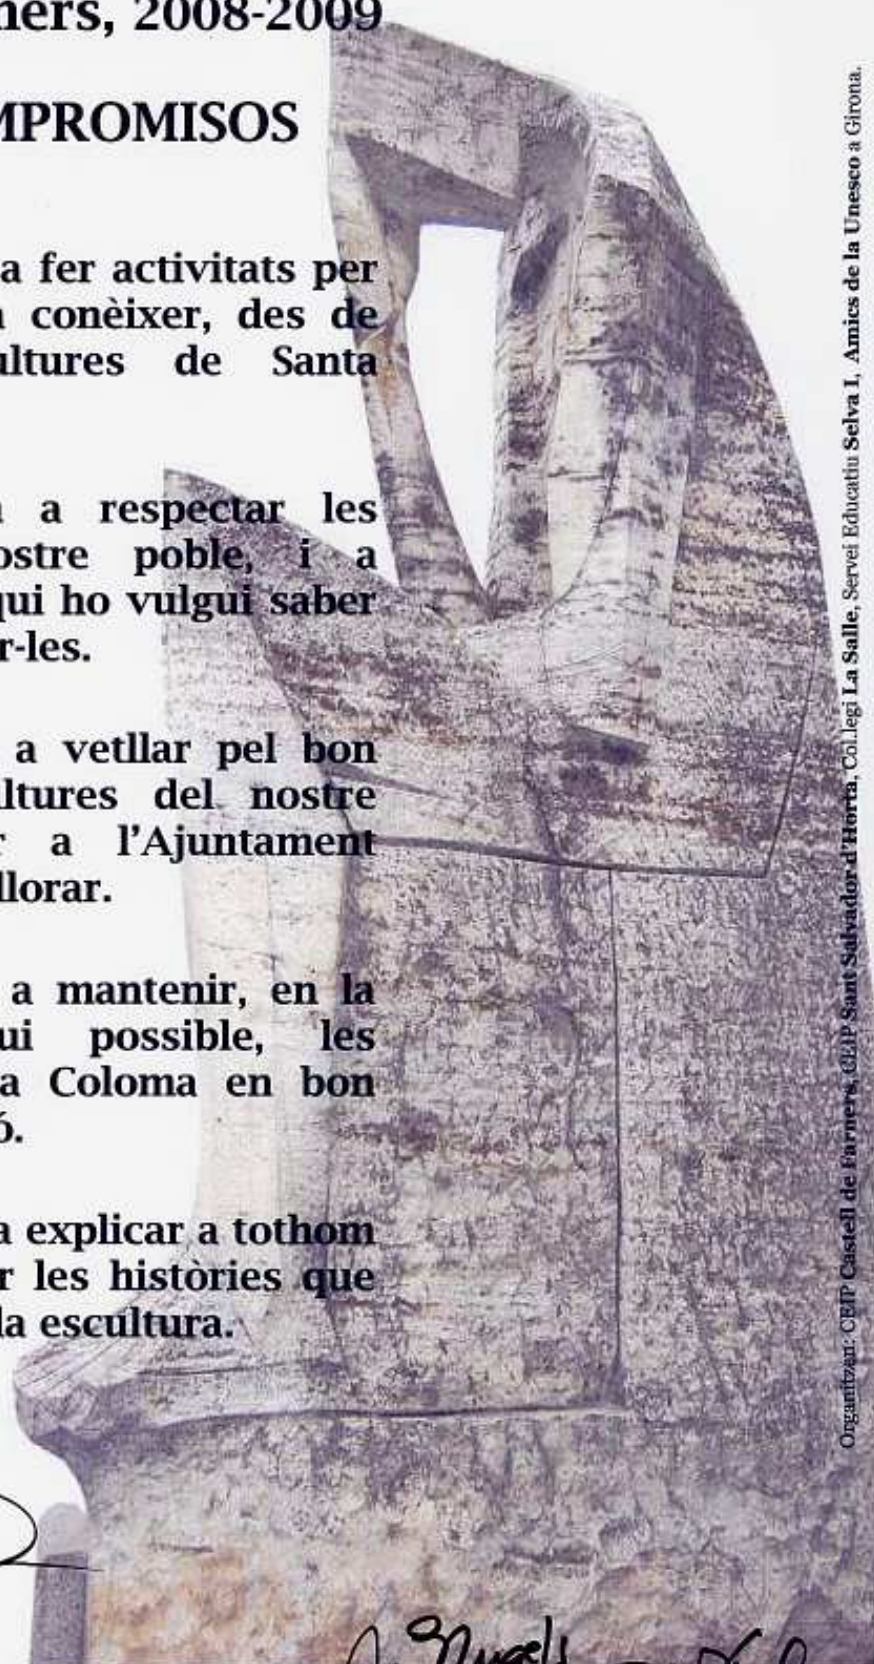 ners, 2008-2009
MPROMISOS
a fer activitats per
a conèixer, des de
ultures de Santa
a a respectar les
ostre poble, i a
qui ho vulgui saber
r-les.
a vetllar pel bon
ultures del nostre
r a l'Ajuntament
llorar.
a mantenir, en la
ui possible, les
a Coloma en bon
ó.
a explicar a tothom
r les històries que
da escultura.
Organitzen: CEIP Castell de Farners, CEIP Sant Salvador d'Horta, Col.legi La Salle, Servei Educatiu Selva I, Amics de la Unesco a Girona.